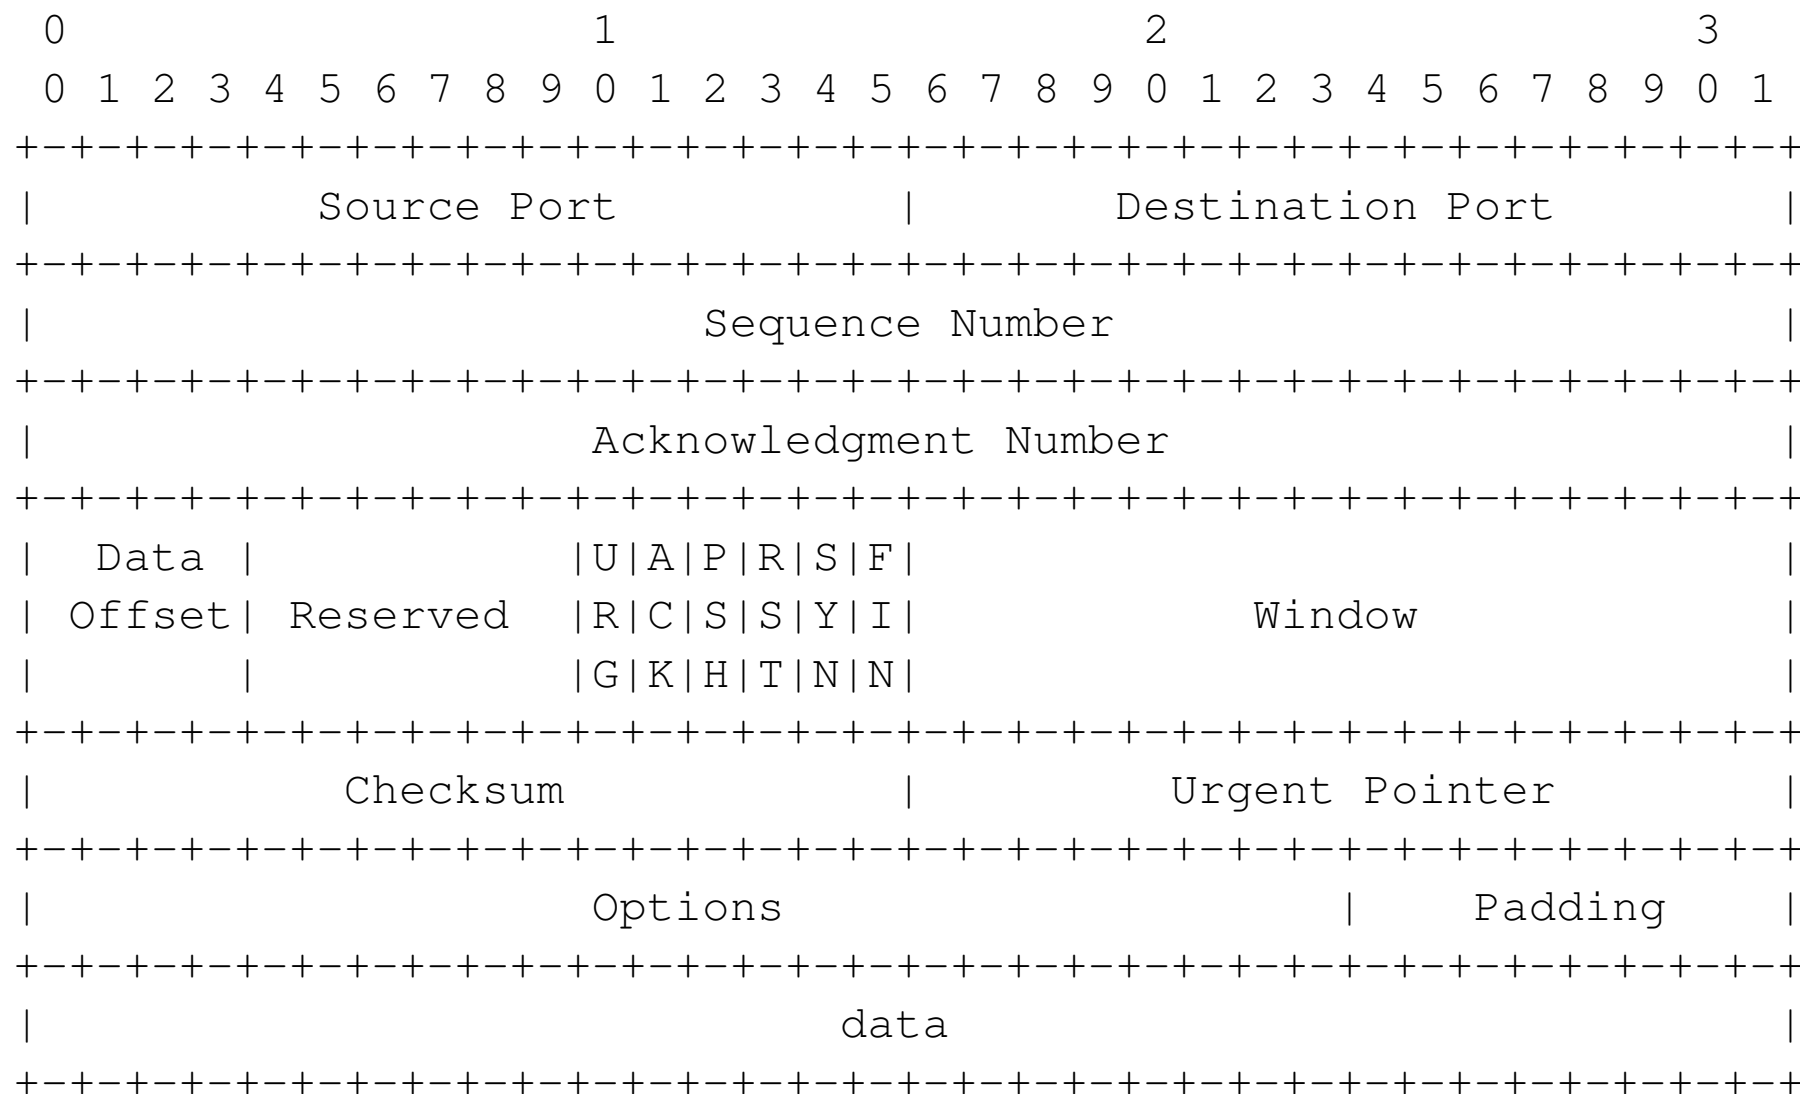 0                   1                   2                   3
 0 1 2 3 4 5 6 7 8 9 0 1 2 3 4 5 6 7 8 9 0 1 2 3 4 5 6 7 8 9 0 1
+-+-+-+-+-+-+-+-+-+-+-+-+-+-+-+-+-+-+-+-+-+-+-+-+-+-+-+-+-+-+-+-+
|          Source Port          |       Destination Port        |
+-+-+-+-+-+-+-+-+-+-+-+-+-+-+-+-+-+-+-+-+-+-+-+-+-+-+-+-+-+-+-+-+
|                        Sequence Number                        |
+-+-+-+-+-+-+-+-+-+-+-+-+-+-+-+-+-+-+-+-+-+-+-+-+-+-+-+-+-+-+-+-+
|                    Acknowledgment Number                      |
+-+-+-+-+-+-+-+-+-+-+-+-+-+-+-+-+-+-+-+-+-+-+-+-+-+-+-+-+-+-+-+-+
|  Data |           |U|A|P|R|S|F|                               |
| Offset| Reserved  |R|C|S|S|Y|I|            Window             |
|       |           |G|K|H|T|N|N|                               |
+-+-+-+-+-+-+-+-+-+-+-+-+-+-+-+-+-+-+-+-+-+-+-+-+-+-+-+-+-+-+-+-+
|           Checksum            |         Urgent Pointer        |
+-+-+-+-+-+-+-+-+-+-+-+-+-+-+-+-+-+-+-+-+-+-+-+-+-+-+-+-+-+-+-+-+
|                    Options                    |    Padding    |
+-+-+-+-+-+-+-+-+-+-+-+-+-+-+-+-+-+-+-+-+-+-+-+-+-+-+-+-+-+-+-+-+
|                             data                              |
+-+-+-+-+-+-+-+-+-+-+-+-+-+-+-+-+-+-+-+-+-+-+-+-+-+-+-+-+-+-+-+-+